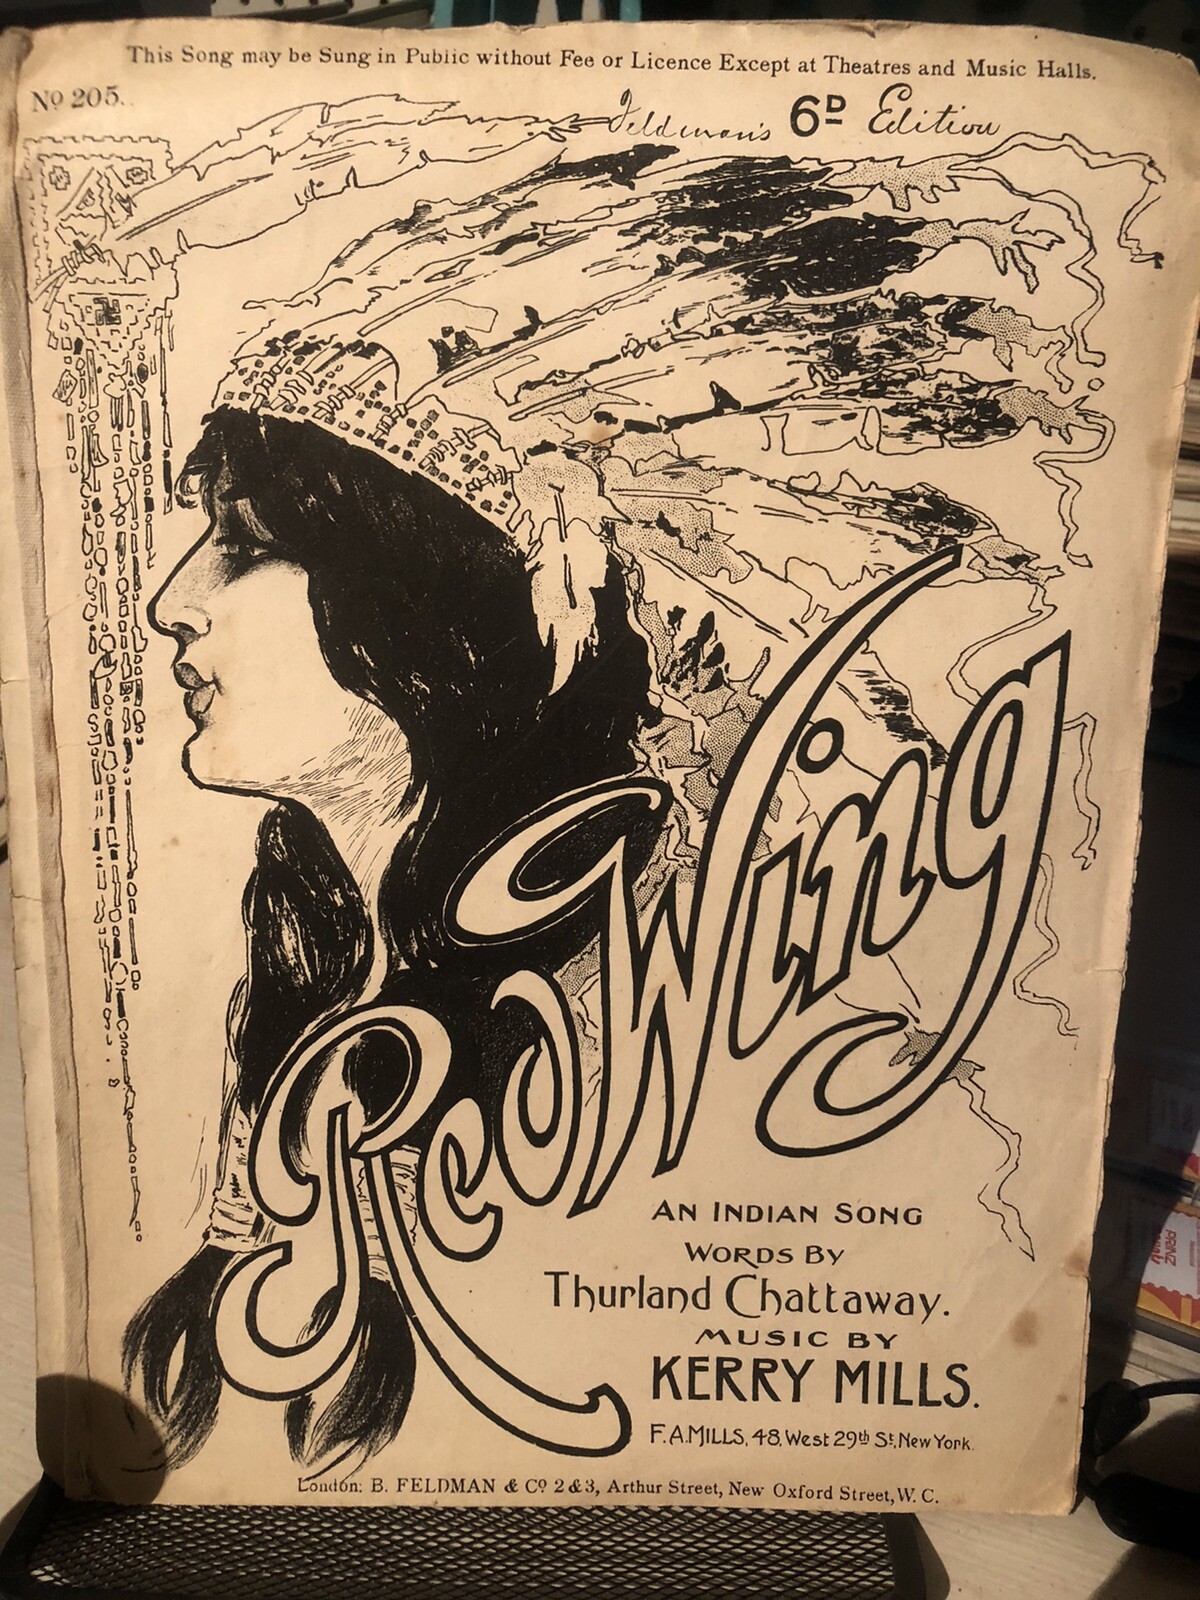 This Song may be Sung in Public without Fee or Licence Except at Theatres and Music Halls.
Nº 205.
Feldman's 6D Edition
Red Wing
AN INDIAN SONG
WORDS BY
Thurland Chattaway.
MUSIC BY
KERRY MILLS.
F. A. MILLS, 48, West 29th St, New York.
London: B. FELDMAN & Cº 2 & 3, Arthur Street, New Oxford Street, W. C.
PRINZ